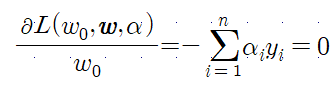 ∂L(w₀,𝒘,α)/w₀ = − ∑ᵢ₌₁ⁿ αᵢyᵢ = 0